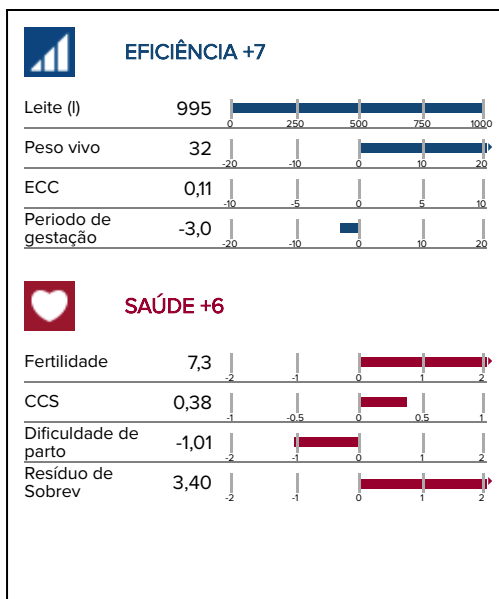 EFICIÊNCIA +7
Leite (l) 995
0 250 500 750 1000
Peso vivo 32
-20 -10 0 10 20
ECC 0,11
-10 -5 0 5 10
Periodo de
gestação -3,0
-20 -10 0 10 20
SAÚDE +6
Fertilidade 7,3
-2 -1 0 1 2
CCS 0,38
-1 -0.5 0 0.5 1
Dificuldade de
parto -1,01
-2 -1 0 1 2
Resíduo de
Sobrev 3,40
-2 -1 0 1 2